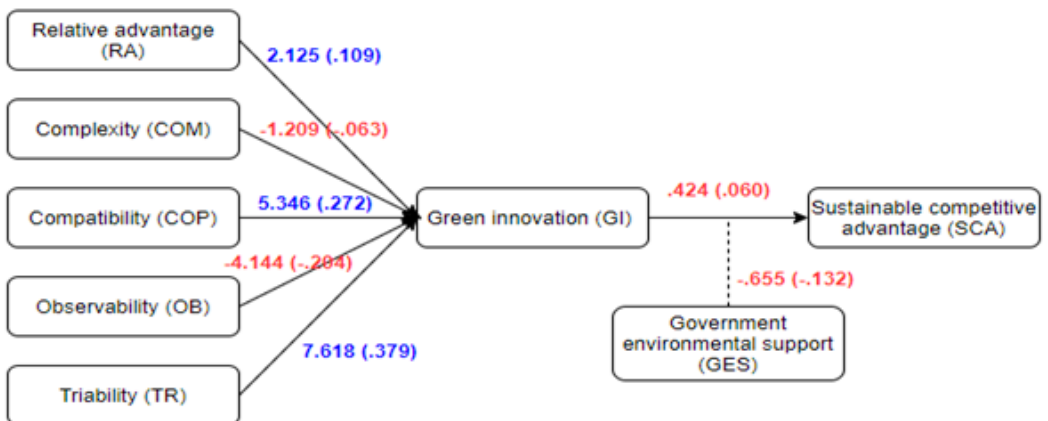 Relative advantage
(RA)
2.125 (.109)
Complexity (COM)
-1.209 (-.063)
Compatibility (COP)
5.346 (.272)
Green innovation (GI)
.424 (.060)
Sustainable competitive
advantage (SCA)
-4.144 (-.204)
Observability (OB)
-.655 (-.132)
Government
environmental support
(GES)
7.618 (.379)
Triability (TR)